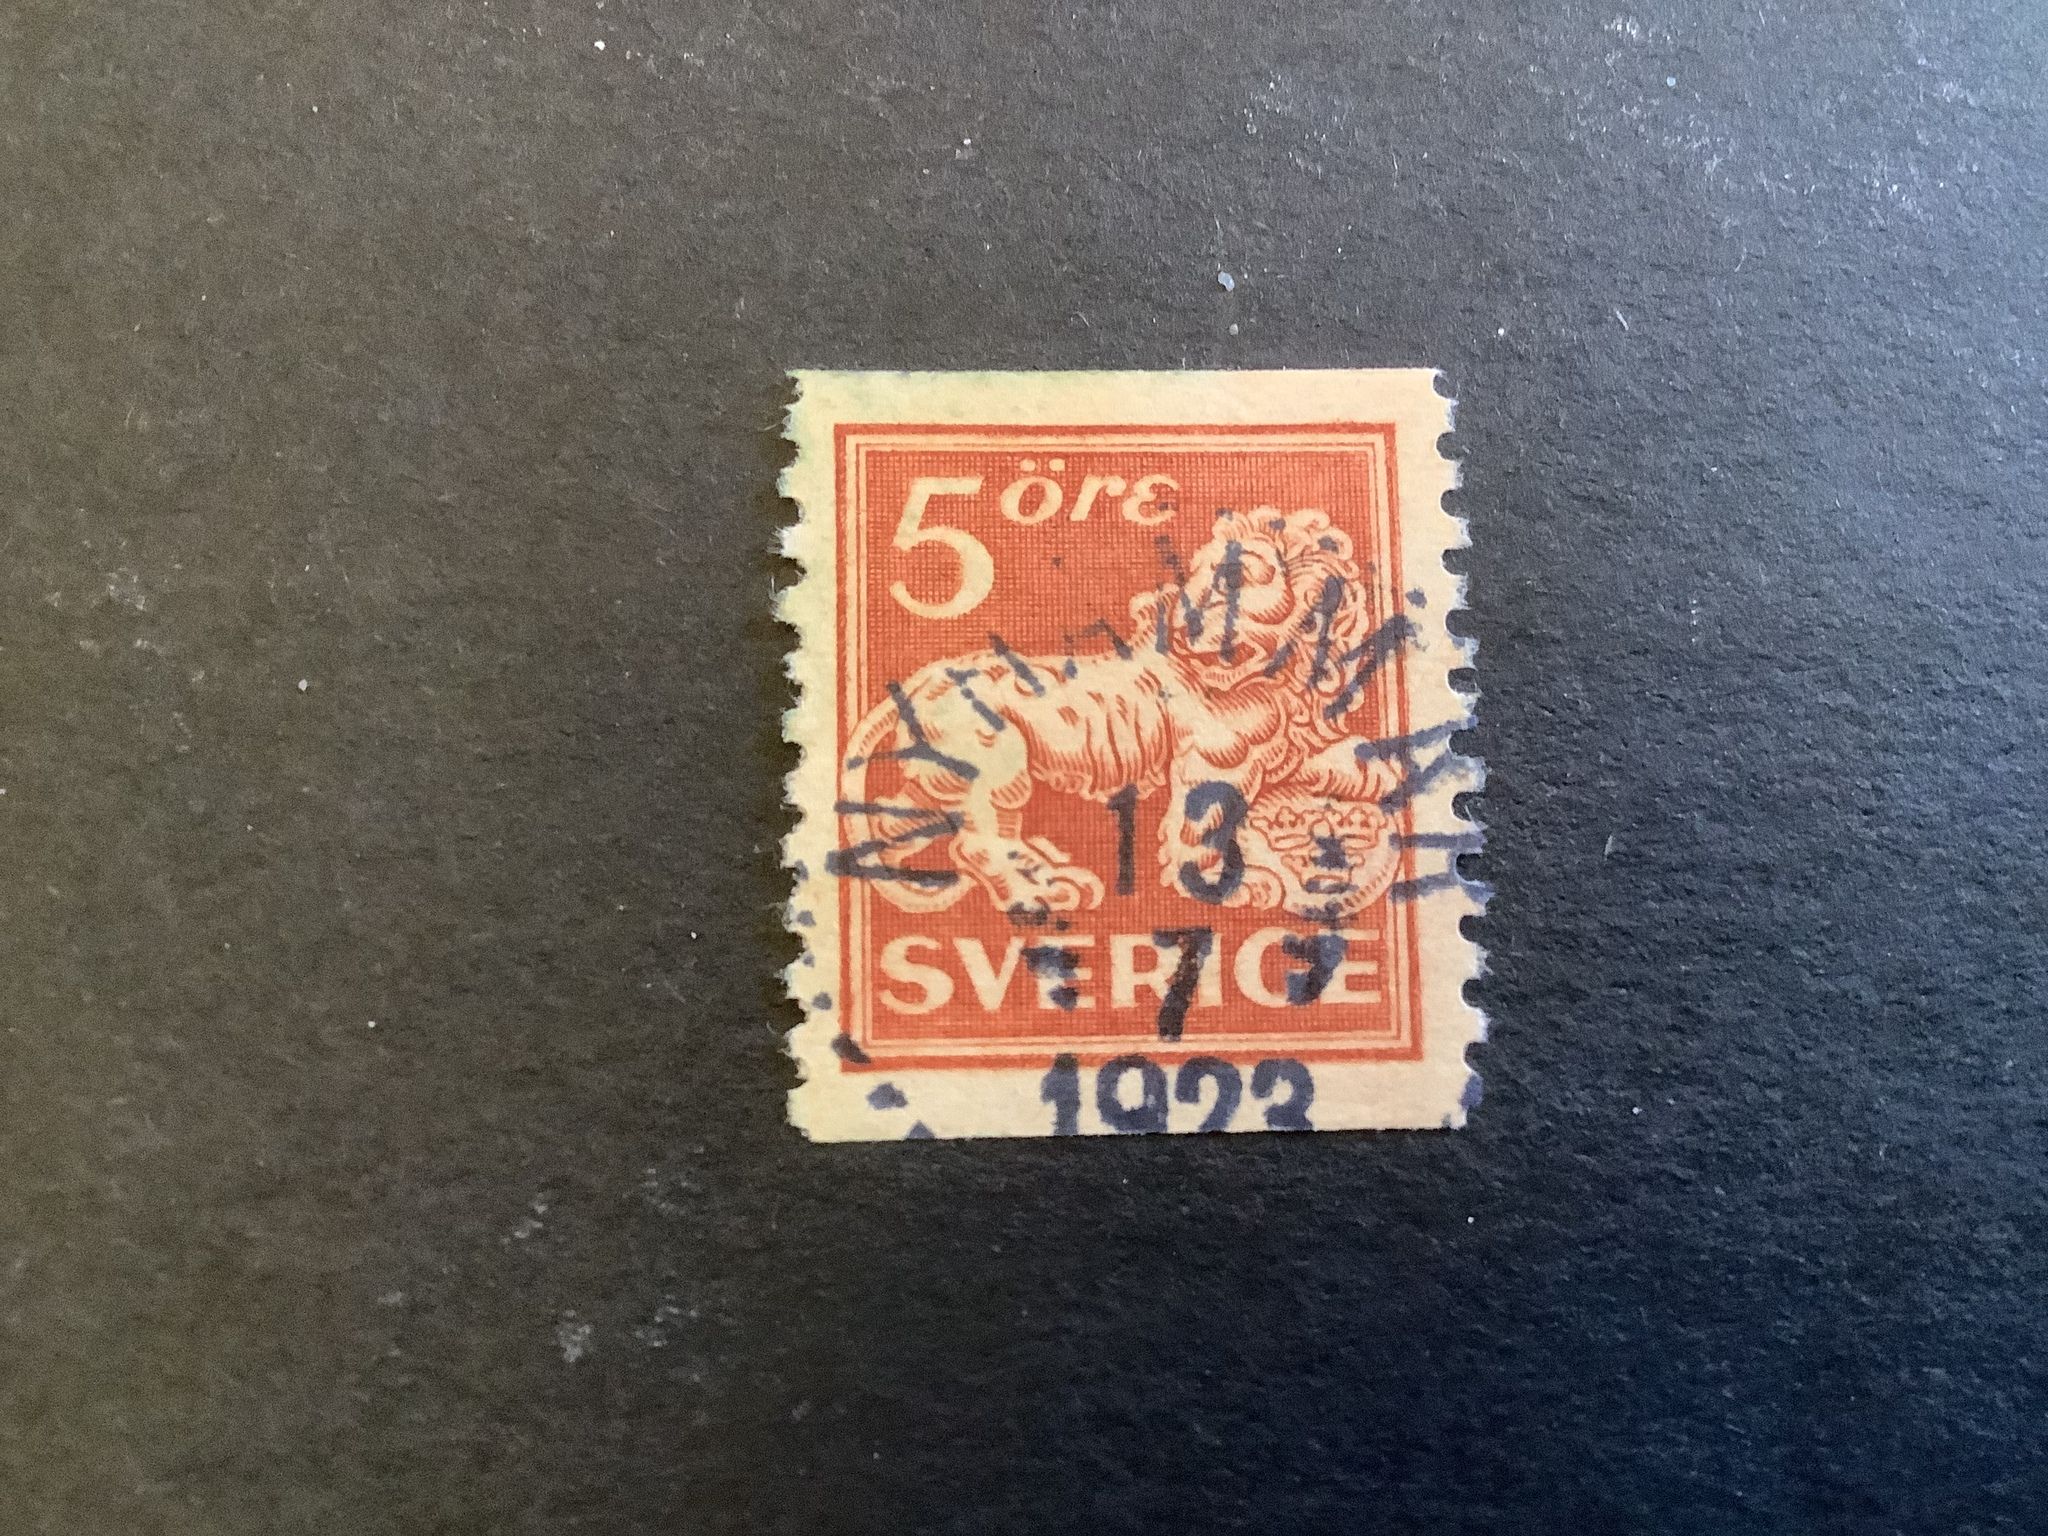 5 öre
NYHAMMAR
13
7
1923
SVERIGE